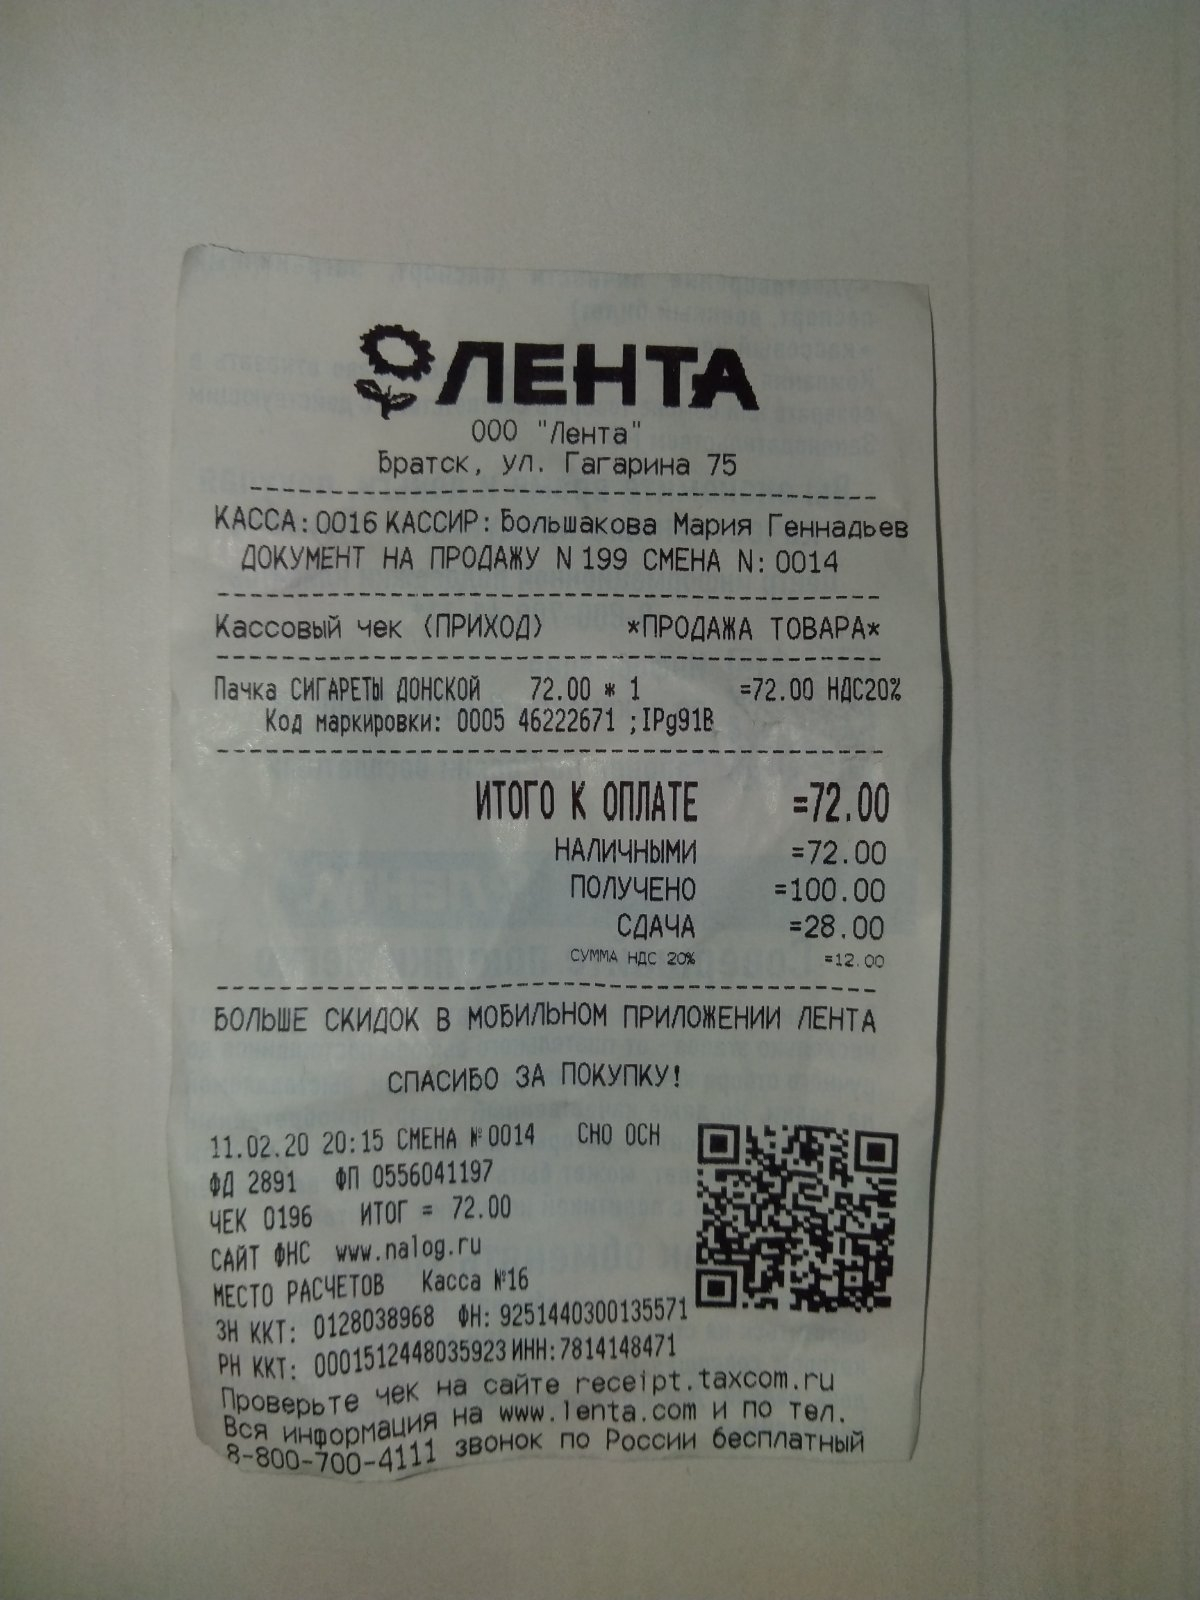 ЛЕНТА
ООО "Лента"
Братск, ул. Гагарина 75
КАССА:0016 КАССИР: Большакова Мария Геннадьев
ДОКУМЕНТ НА ПРОДАЖУ N 199 СМЕНА N: 0014
Кассовый чек (ПРИХОД) *ПРОДАЖА ТОВАРА*
Пачка СИГАРЕТЫ ДОНСКОЙ 72.00 * 1 =72.00 НДС20%
Код маркировки: 0005 46222671 ;IPg91B
ИТОГО К ОПЛАТЕ =72.00
НАЛИЧНЫМИ =72.00
ПОЛУЧЕНО =100.00
СДАЧА =28.00
СУММА НДС 20% =12.00
БОЛЬШЕ СКИДОК В МОБИЛЬНОМ ПРИЛОЖЕНИИ ЛЕНТА
СПАСИБО ЗА ПОКУПКУ!
11.02.20 20:15 СМЕНА №0014 СНО ОСН
ФД 2891 ФП 0556041197
ЧЕК 0196 ИТОГ = 72.00
САЙТ ФНС www.nalog.ru
МЕСТО РАСЧЕТОВ Касса №16
ЗН ККТ: 0128038968 ФН: 9251440300135571
РН ККТ: 0001512448035923 ИНН:7814148471
Проверьте чек на сайте receipt.taxcom.ru
Вся информация на www.lenta.com и по тел.
8-800-700-4111 звонок по России бесплатный